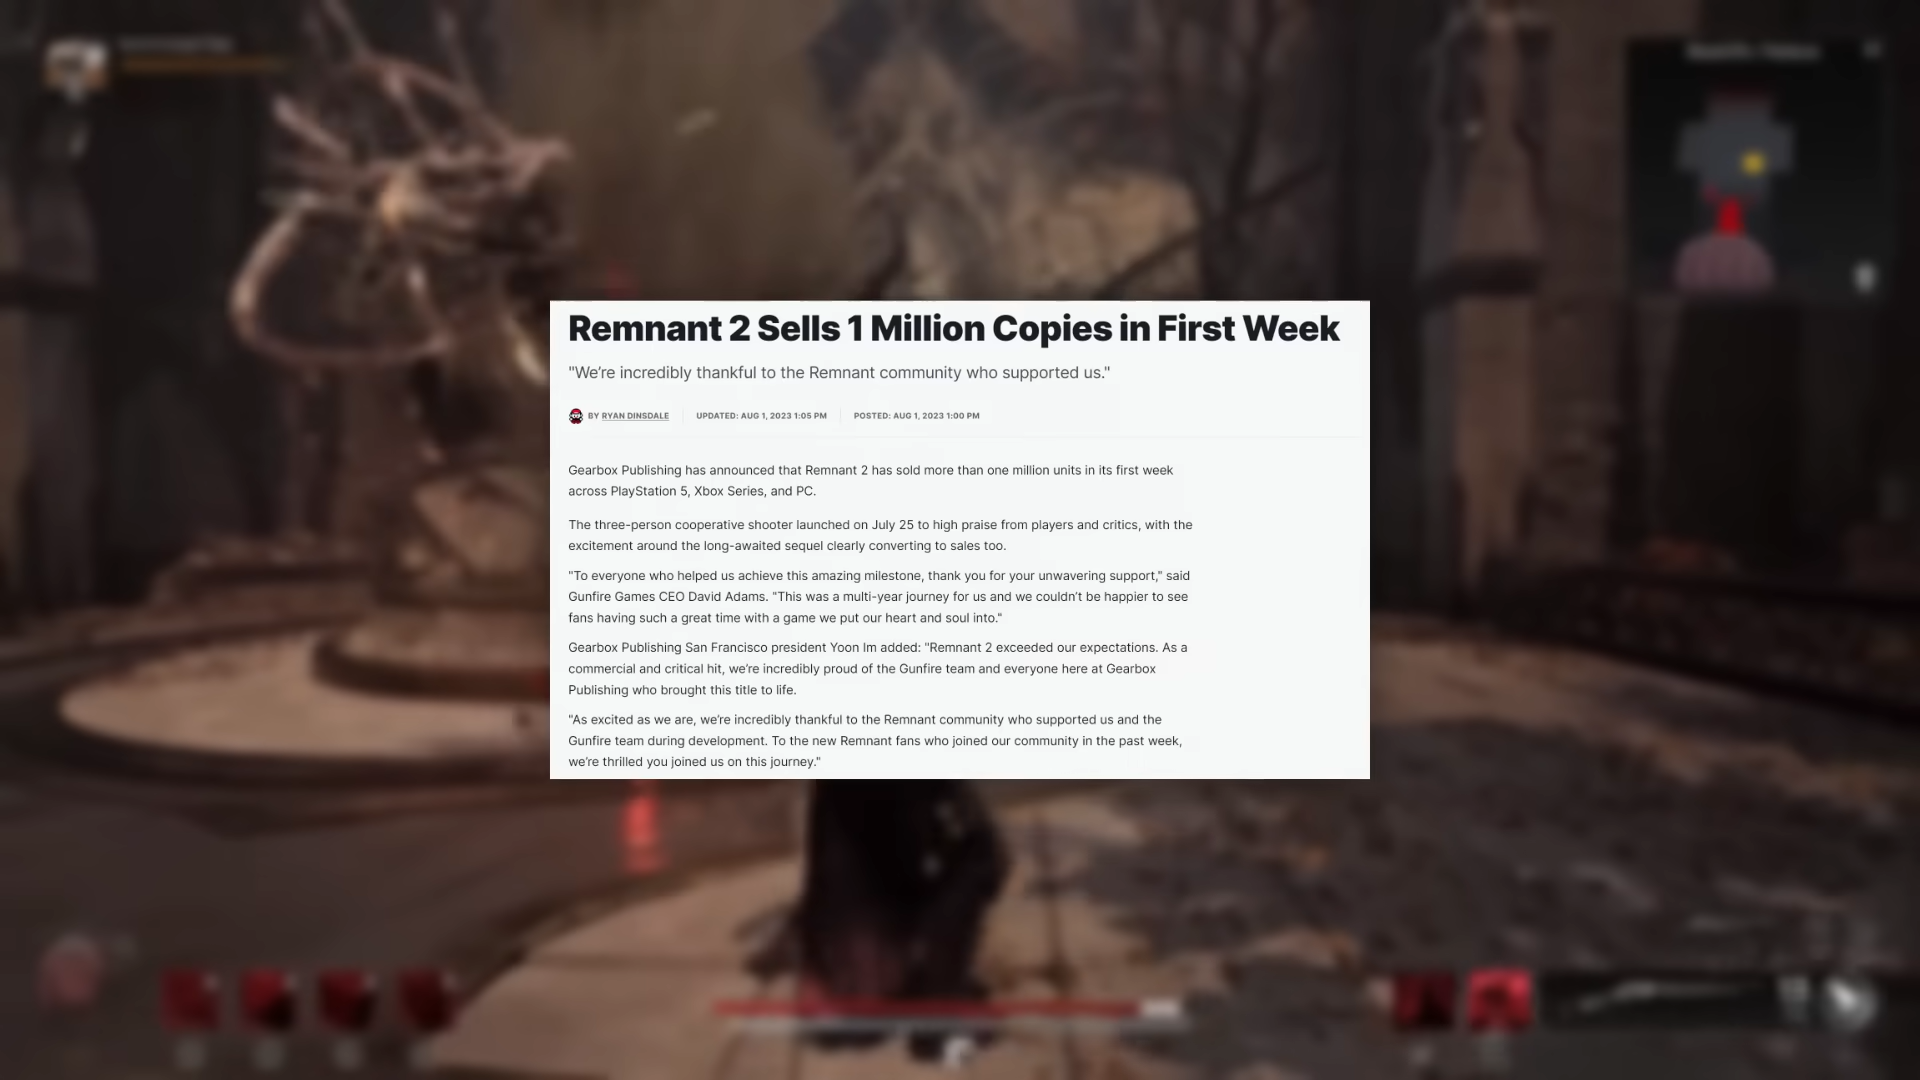 Remnant 2 Sells 1 Million Copies in First Week
"We're incredibly thankful to the Remnant community who supported us."
BY RYAN DINSDALE UPDATED: AUG 1, 2023 1:05 PM POSTED: AUG 1, 2023 1:00 PM
Gearbox Publishing has announced that Remnant 2 has sold more than one million units in its first week
across PlayStation 5, Xbox Series, and PC.
The three-person cooperative shooter launched on July 25 to high praise from players and critics, with the
excitement around the long-awaited sequel clearly converting to sales too.
"To everyone who helped us achieve this amazing milestone, thank you for your unwavering support," said
Gunfire Games CEO David Adams. "This was a multi-year journey for us and we couldn't be happier to see
fans having such a great time with a game we put our heart and soul into."
Gearbox Publishing San Francisco president Yoon Im added: "Remnant 2 exceeded our expectations. As a
commercial and critical hit, we're incredibly proud of the Gunfire team and everyone here at Gearbox
Publishing who brought this title to life.
"As excited as we are, we're incredibly thankful to the Remnant community who supported us and the
Gunfire team during development. To the new Remnant fans who joined our community in the past week,
we're thrilled you joined us on this journey."